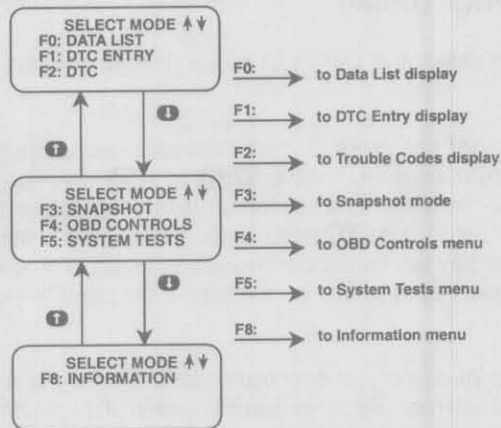 SELECT MODE
F0: DATA LIST
F1: DTC ENTRY
F2: DTC
SELECT MODE
F3: SNAPSHOT
F4: OBD CONTROLS
F5: SYSTEM TESTS
SELECT MODE
F8: INFORMATION
F0: to Data List display
F1: to DTC Entry display
F2: to Trouble Codes display
F3: to Snapshot mode
F4: to OBD Controls menu
F5: to System Tests menu
F8: to Information menu